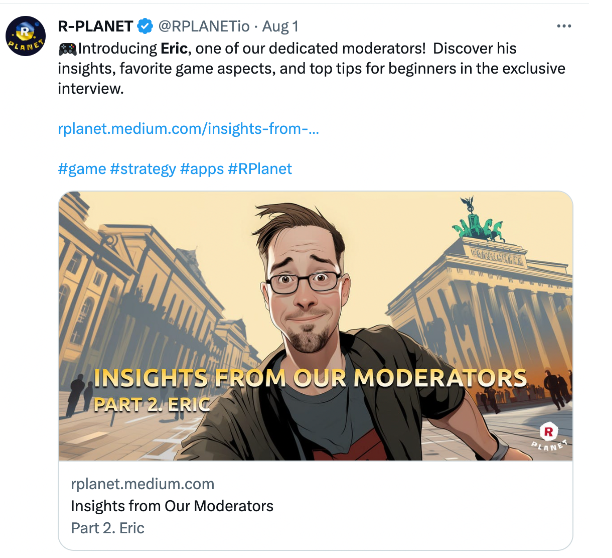 R-PLANET @RPLANETio · Aug 1 ...
🎮Introducing Eric, one of our dedicated moderators! Discover his
insights, favorite game aspects, and top tips for beginners in the exclusive
interview.
rplanet.medium.com/insights-from-...
#game #strategy #apps #RPlanet
INSIGHTS FROM OUR MODERATORS
PART 2. ERIC
R
PLANET
rplanet.medium.com
Insights from Our Moderators
Part 2. Eric